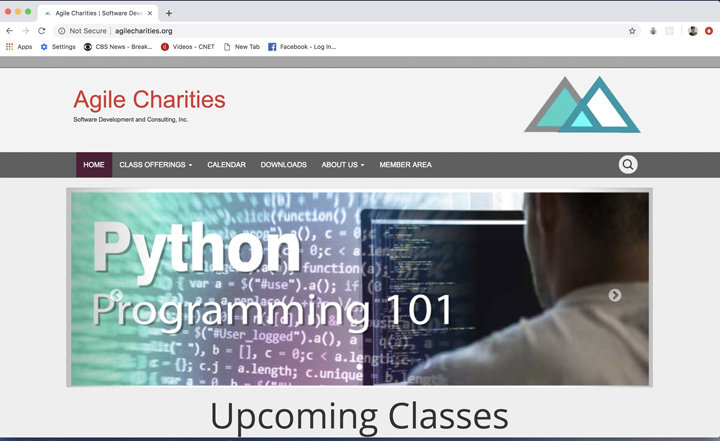 Agile Charities | Software Deve
Not Secure | agilecharities.org
Apps Settings CBS News - Break... Videos - CNET New Tab Facebook - Log In...
Agile Charities
Software Development and Consulting, Inc.
HOME CLASS OFFERINGS CALENDAR DOWNLOADS ABOUT US MEMBER AREA
Python
Programming 101
Upcoming Classes